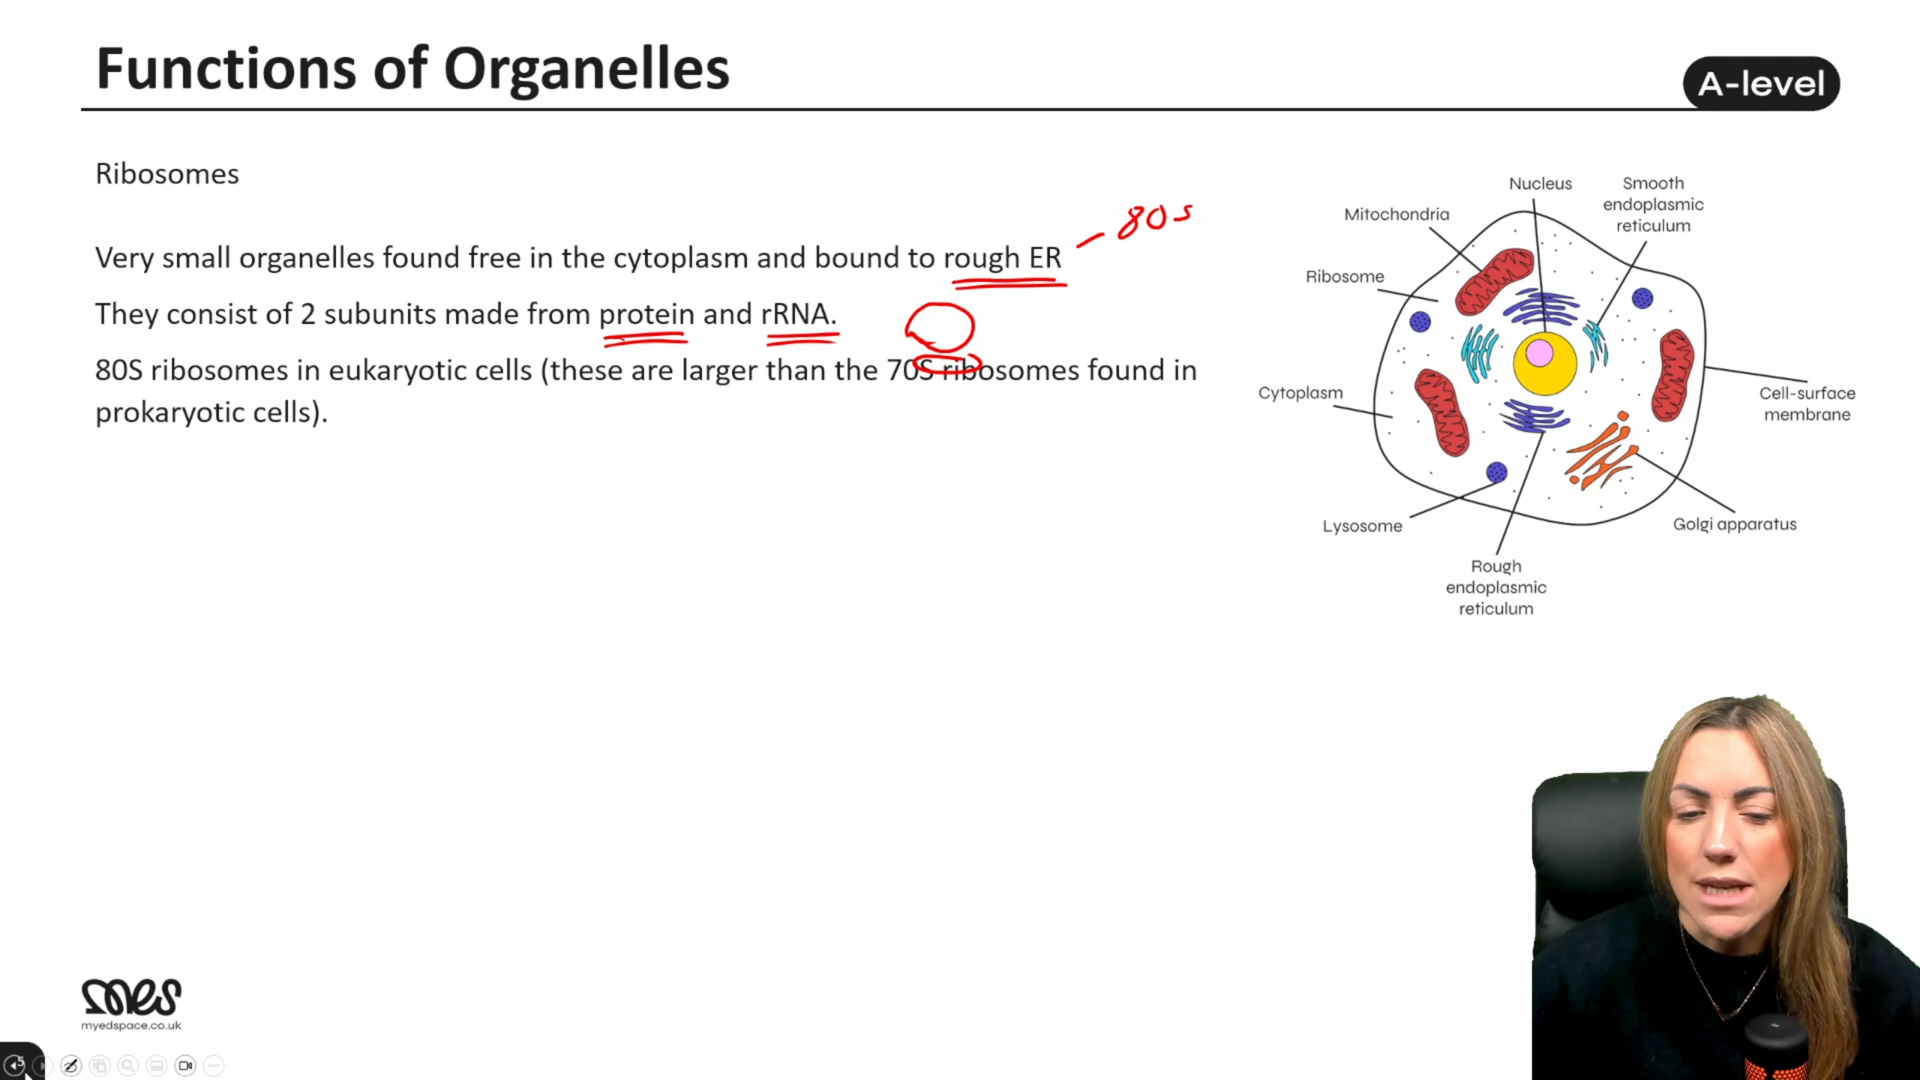 Functions of Organelles
A-level
Ribosomes
Very small organelles found free in the cytoplasm and bound to rough ER
80s
They consist of 2 subunits made from protein and rRNA.
80S ribosomes in eukaryotic cells (these are larger than the 70S ribosomes found in
prokaryotic cells).
Nucleus
Smooth
endoplasmic
reticulum
Mitochondria
Ribosome
Cytoplasm
Cell-surface
membrane
Lysosome
Golgi apparatus
Rough
endoplasmic
reticulum
mes
myedspace.co.uk
5